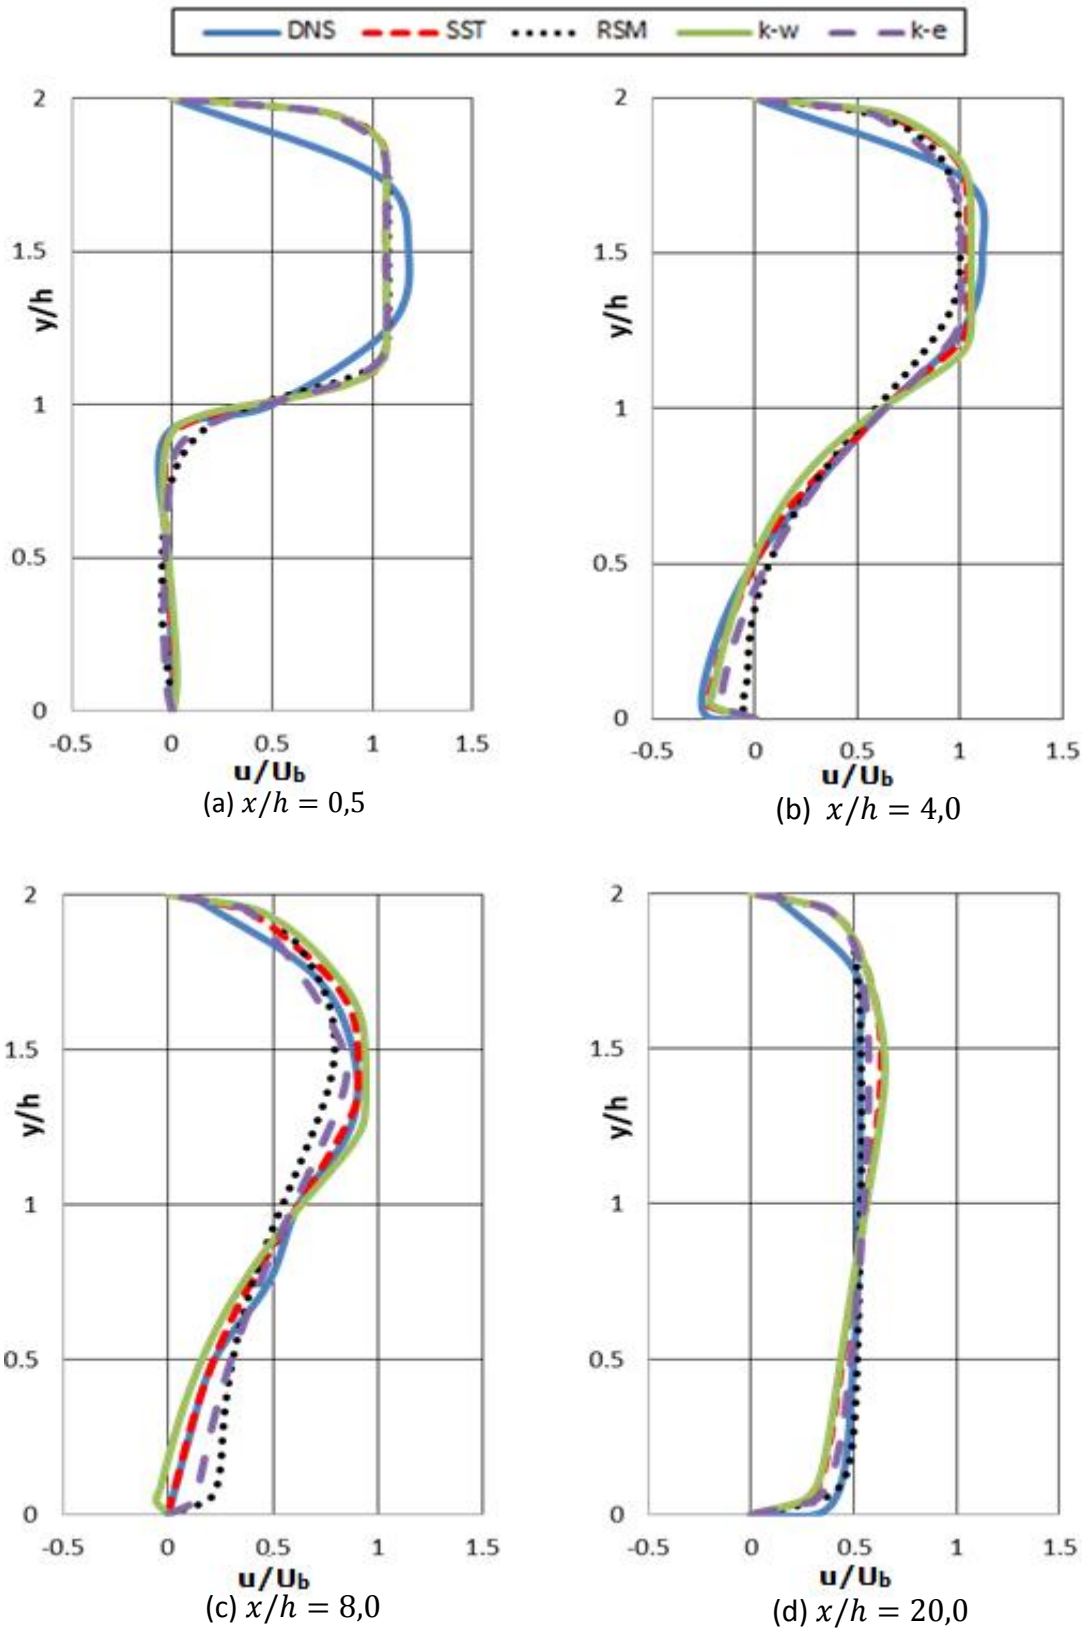 DNS SST RSM k-w k-e
2
1.5
1
0.5
0
y/h
-0.5 0 0.5 1 1.5
u/Ub
(a) x/h = 0,5
2
1.5
1
0.5
0
y/h
-0.5 0 0.5 1 1.5
u/Ub
(b) x/h = 4,0
2
1.5
1
0.5
0
y/h
-0.5 0 0.5 1 1.5
u/Ub
(c) x/h = 8,0
2
1.5
1
0.5
0
y/h
-0.5 0 0.5 1 1.5
u/Ub
(d) x/h = 20,0